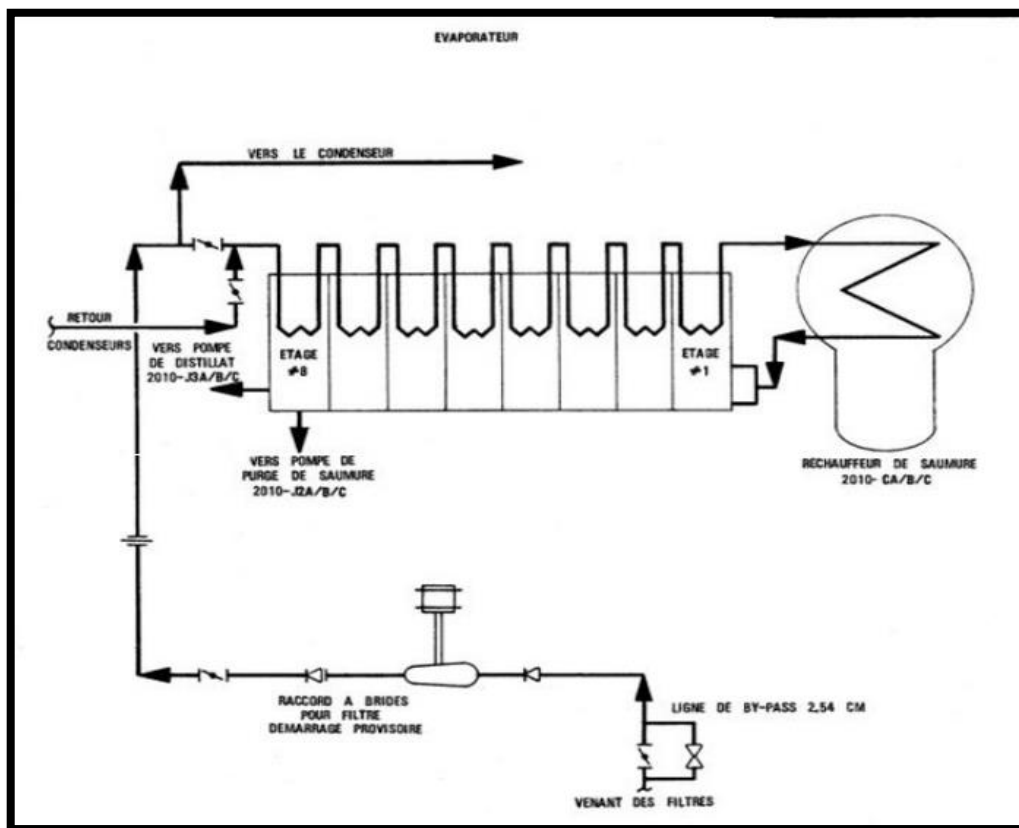 EVAPORATEUR
VERS LE CONDENSEUR
RETOUR
CONDENSEURS
VERS POMPE
DE DISTILLAT
2010-J3A/B/C
ETAGE
≠8
ETAGE
≠1
VERS POMPE DE
PURGE DE SAUMURE
2010-J2A/B/C
RÉCHAUFFEUR DE SAUMURE
2010- CA/B/C
RACCORD A BRIDES
POUR FILTRE
DEMARRAGE PROVISOIRE
LIGNE DE BY-PASS 2,54 CM
VENANT DES FILTRES